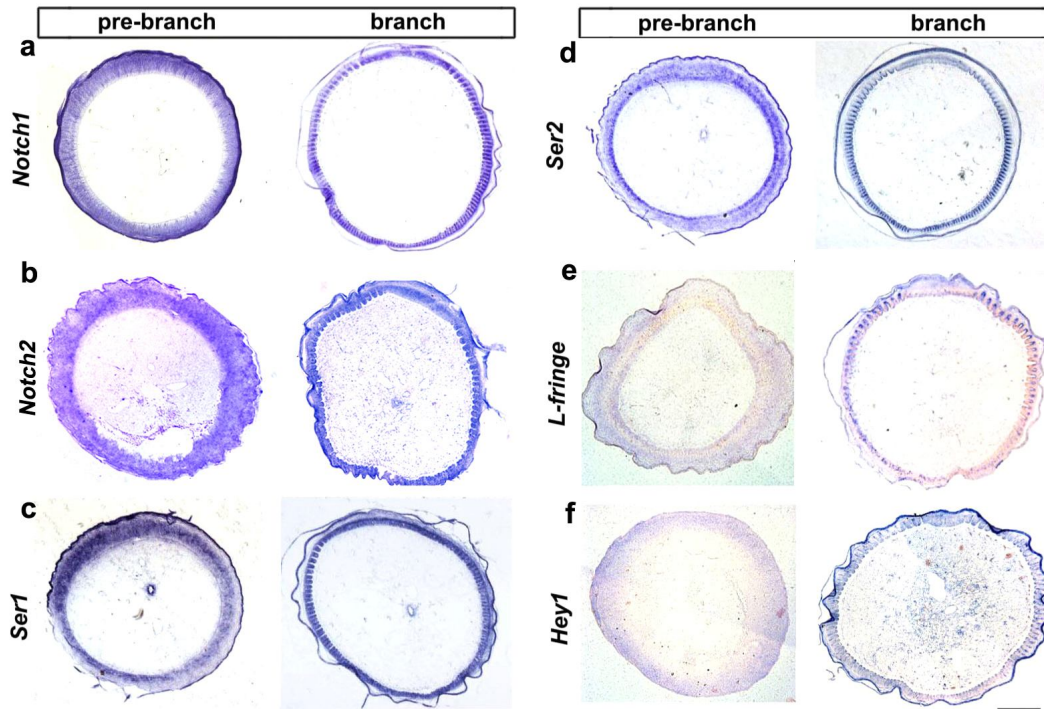 pre-branch branch
a
Notch1
b
Notch2
c
Ser1
pre-branch branch
d
Ser2
e
L-fringe
f
Hey1